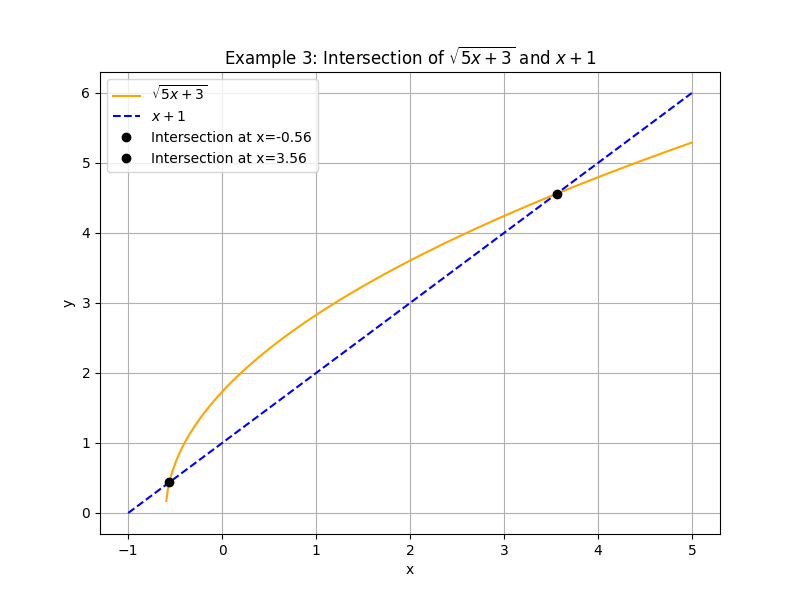 Example 3: Intersection of √5x + 3 and x + 1
√5x + 3
x + 1
Intersection at x=-0.56
Intersection at x=3.56
6
5
4
3
2
1
0
y
−1 0 1 2 3 4 5
x